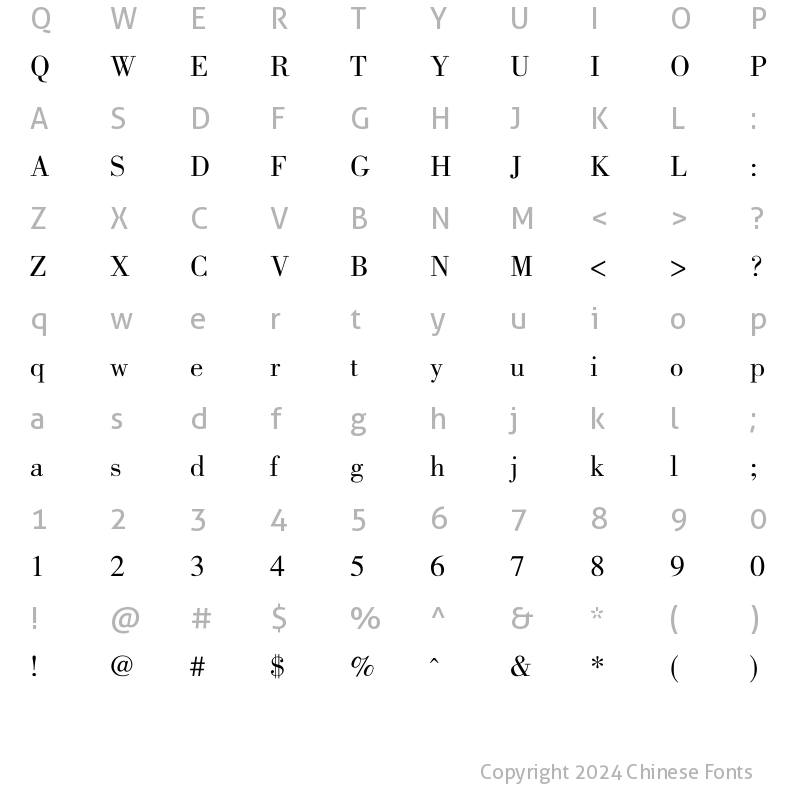 Q W E R T Y U I O P
Q W E R T Y U I O P
A S D F G H J K L :
A S D F G H J K L :
Z X C V B N M < > ?
Z X C V B N M < > ?
q w e r t y u i o p
q w e r t y u i o p
a s d f g h j k l ;
a s d f g h j k l ;
1 2 3 4 5 6 7 8 9 0
1 2 3 4 5 6 7 8 9 0
! @ # $ % ^ & * ( )
! @ # $ % ^ & * ( )
Copyright 2024 Chinese Fonts